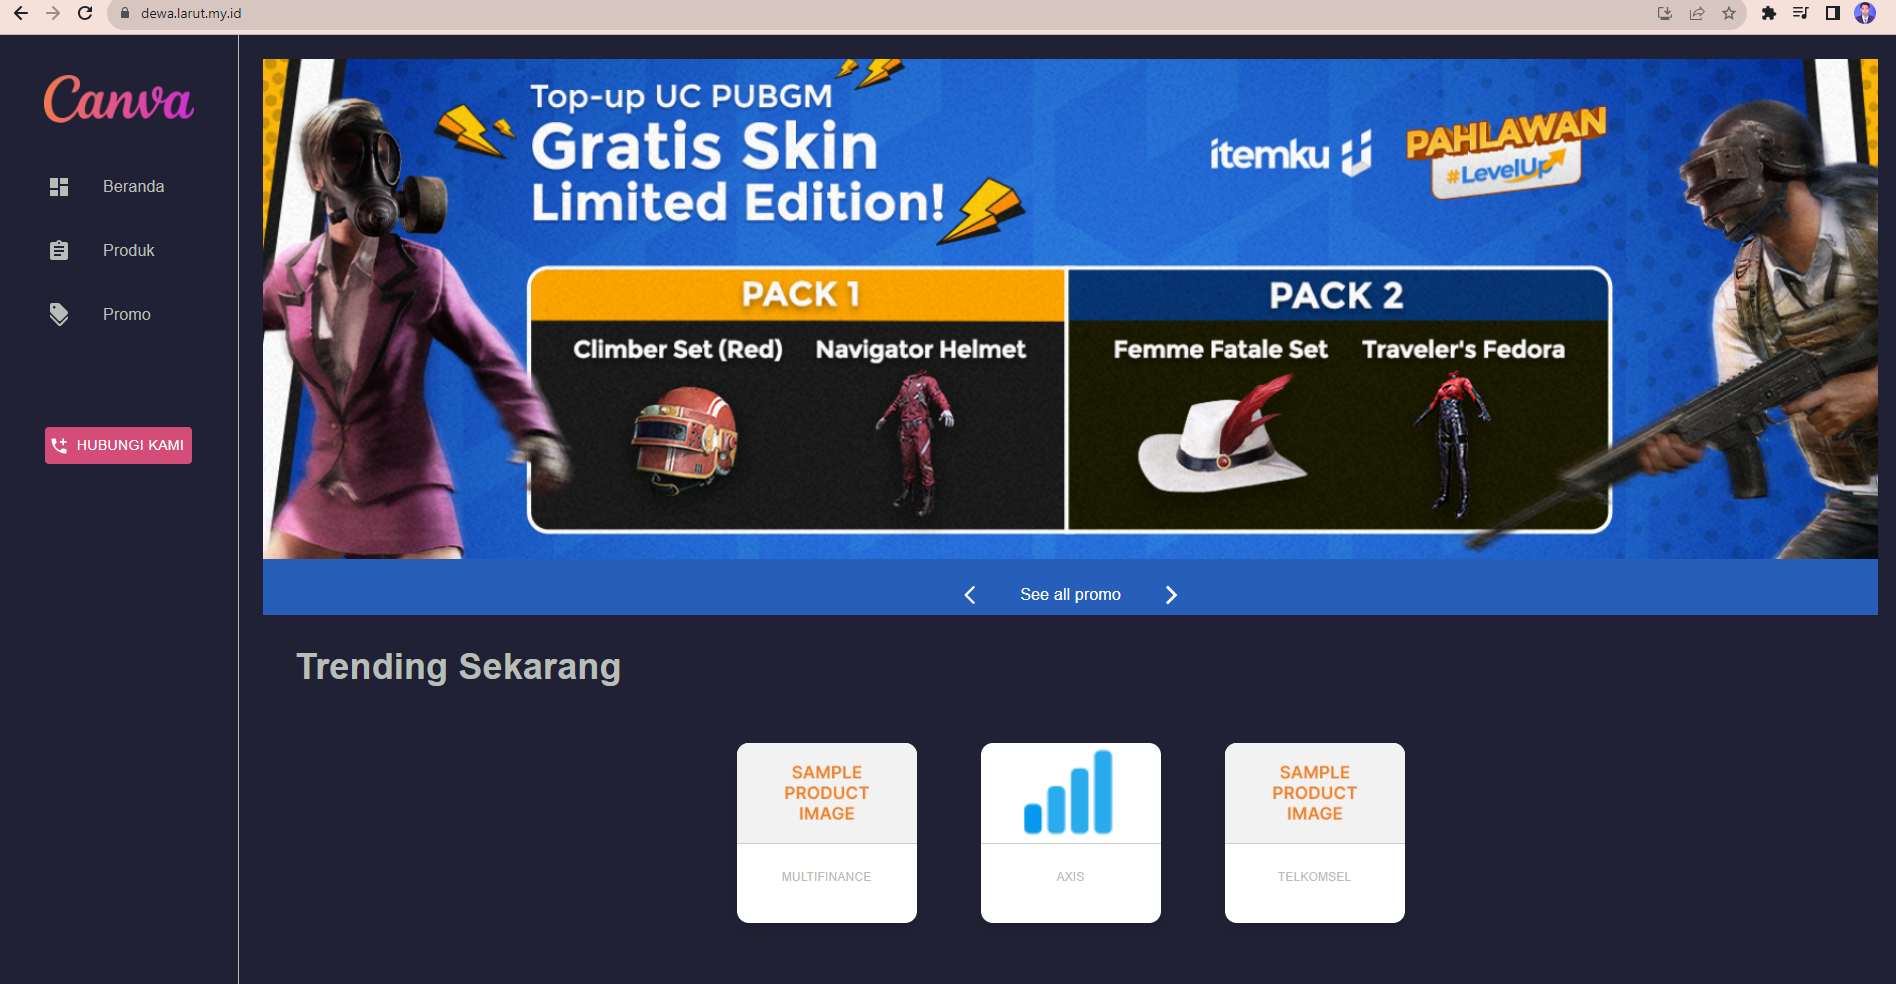 dewa.larut.my.id
Canva
Beranda
Produk
Promo
HUBUNGI KAMI
Top-up UC PUBGM
Gratis Skin
Limited Edition!
itemku
PAHLAWAN
#LevelUp
PACK 1
Climber Set (Red)
Navigator Helmet
PACK 2
Femme Fatale Set
Traveler's Fedora
See all promo
Trending Sekarang
SAMPLE
PRODUCT
IMAGE
MULTIFINANCE
AXIS
SAMPLE
PRODUCT
IMAGE
TELKOMSEL